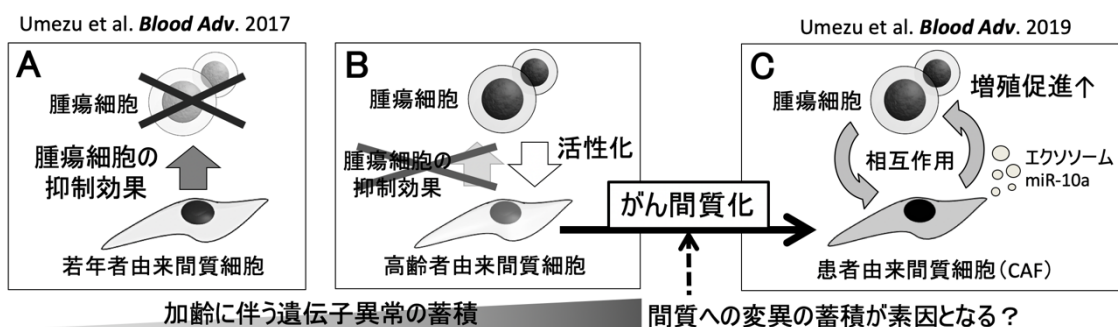 Umezu et al. Blood Adv. 2017
Umezu et al. Blood Adv. 2019
A
腫瘍細胞
腫瘍細胞の
抑制効果
若年者由来間質細胞
B
腫瘍細胞
腫瘍細胞の
抑制効果
活性化
高齢者由来間質細胞
がん間質化
C
腫瘍細胞
増殖促進↑
相互作用
エクソソーム
miR-10a
患者由来間質細胞(CAF)
加齢に伴う遺伝子異常の蓄積
間質への変異の蓄積が素因となる?